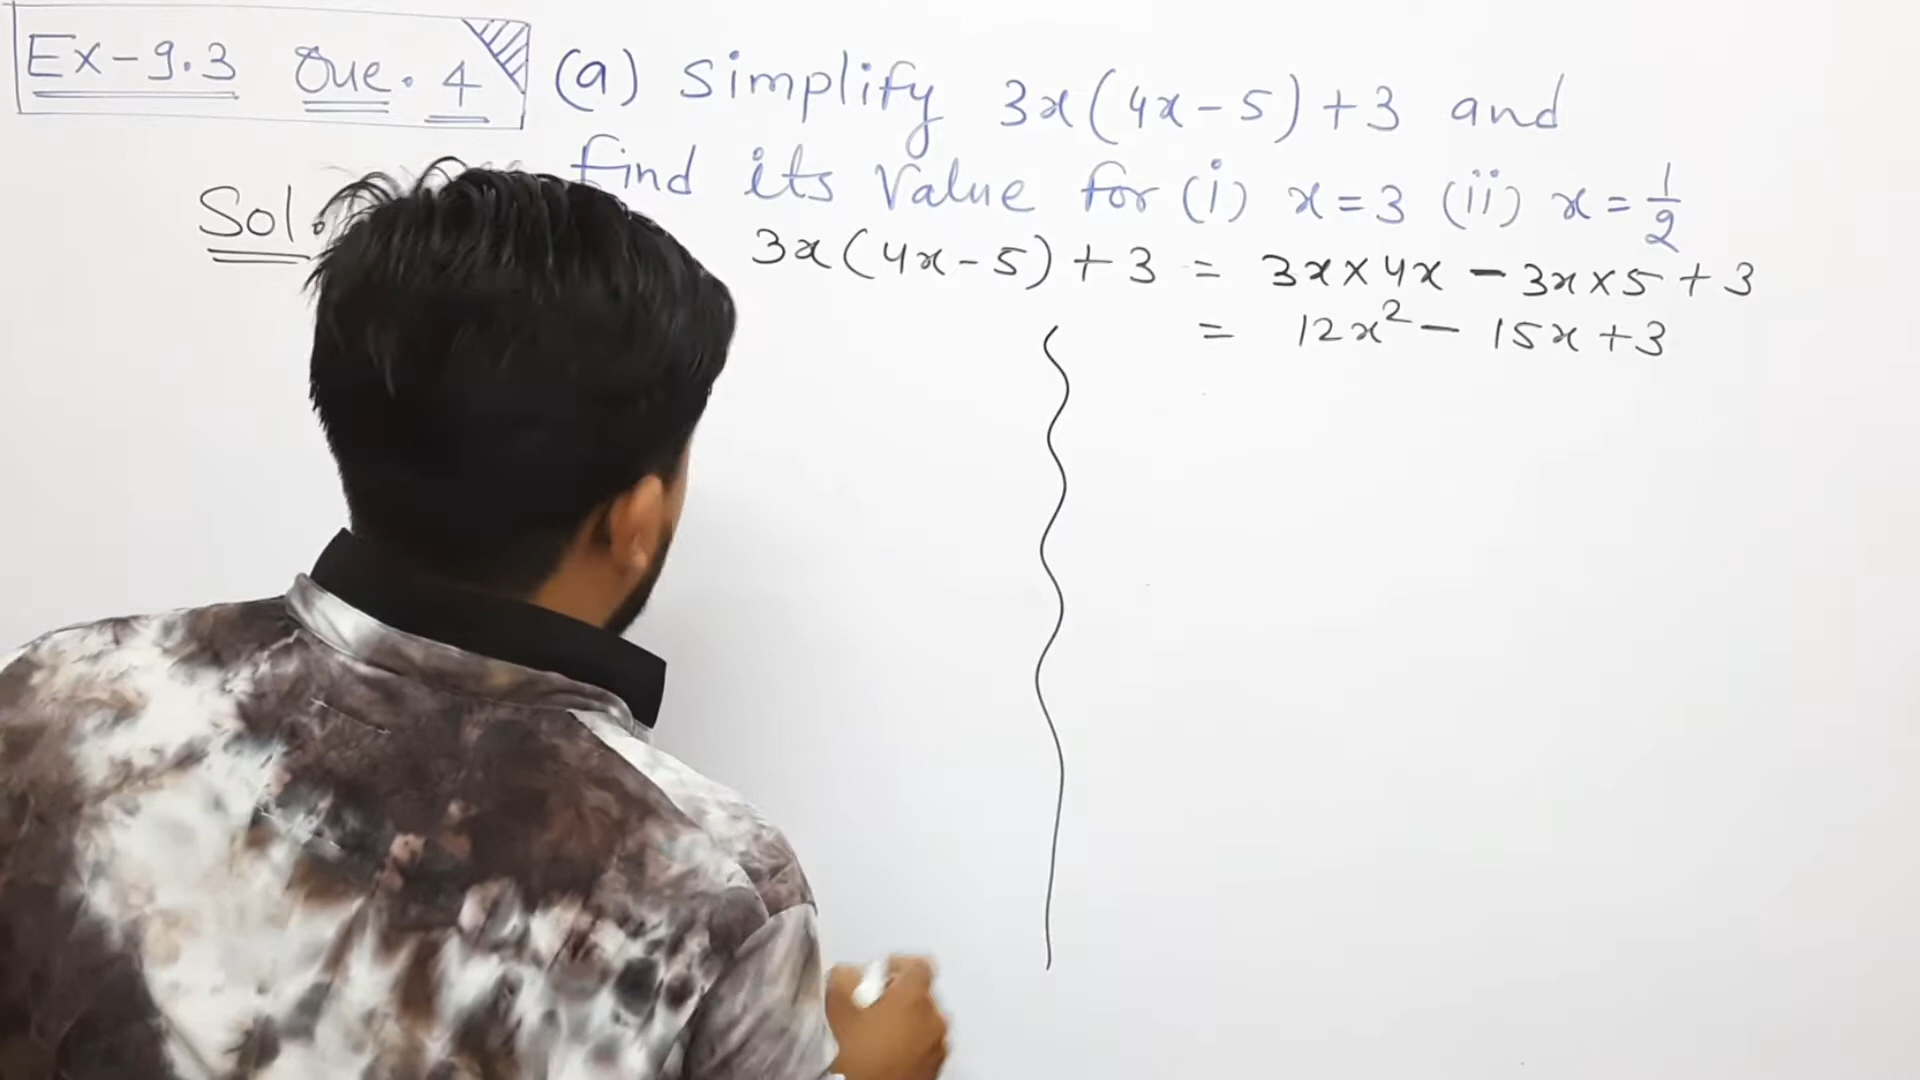 Ex-9.3 Que. 4 (a) Simplify 3x(4x-5)+3 and
find its Value for (i) x=3 (ii) x=1/2
Sol.
3x(4x-5)+3 = 3x×4x - 3x×5+3
= 12x² - 15x+3